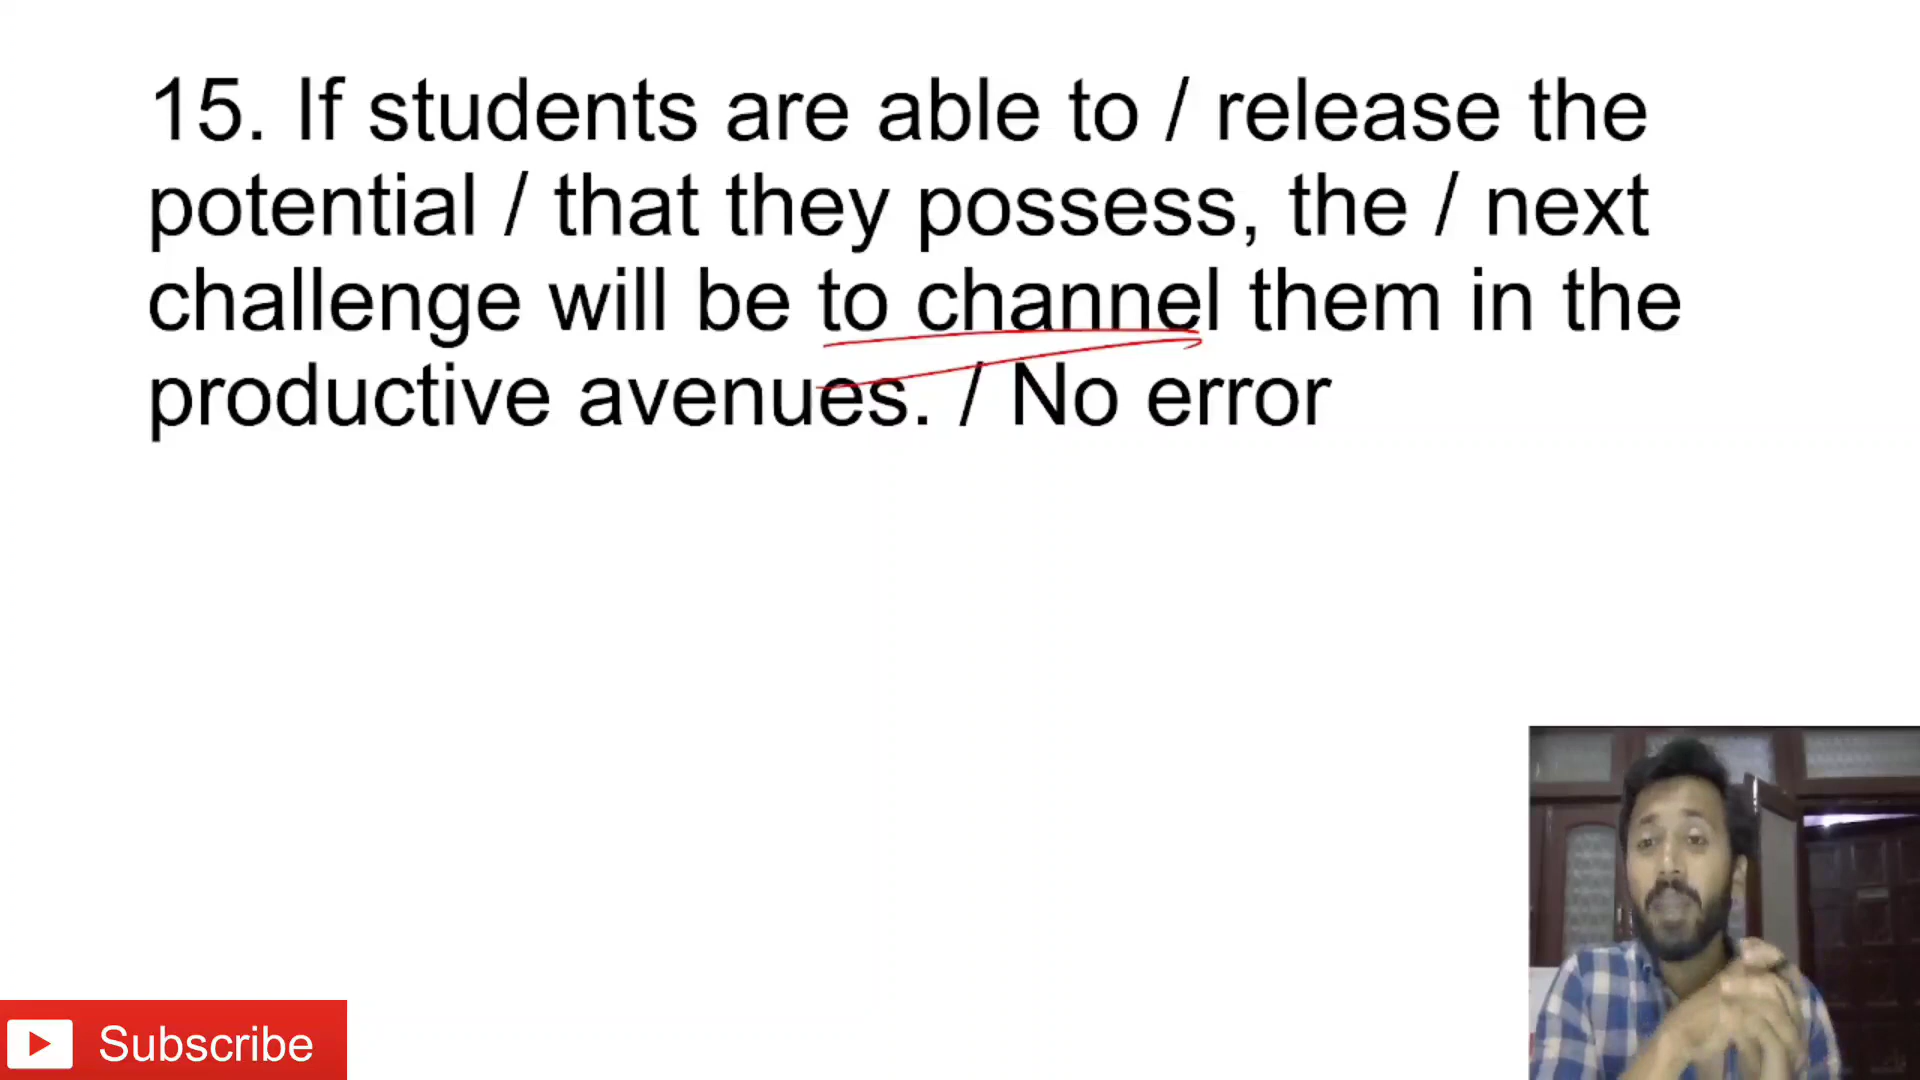 15. If students are able to / release the
potential / that they possess, the / next
challenge will be to channel them in the
productive avenues. / No error
Subscribe